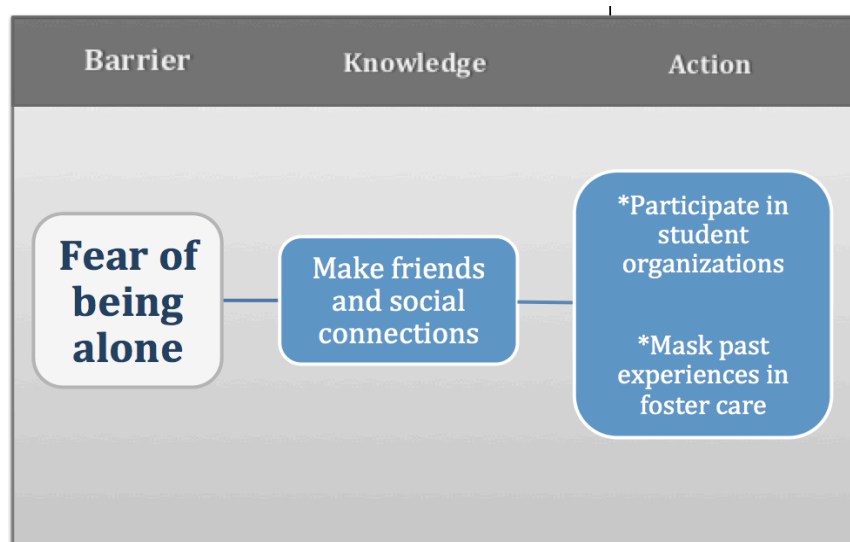 Barrier Knowledge Action
Fear of
being
alone
Make friends
and social
connections
*Participate in
student
organizations
*Mask past
experiences in
foster care